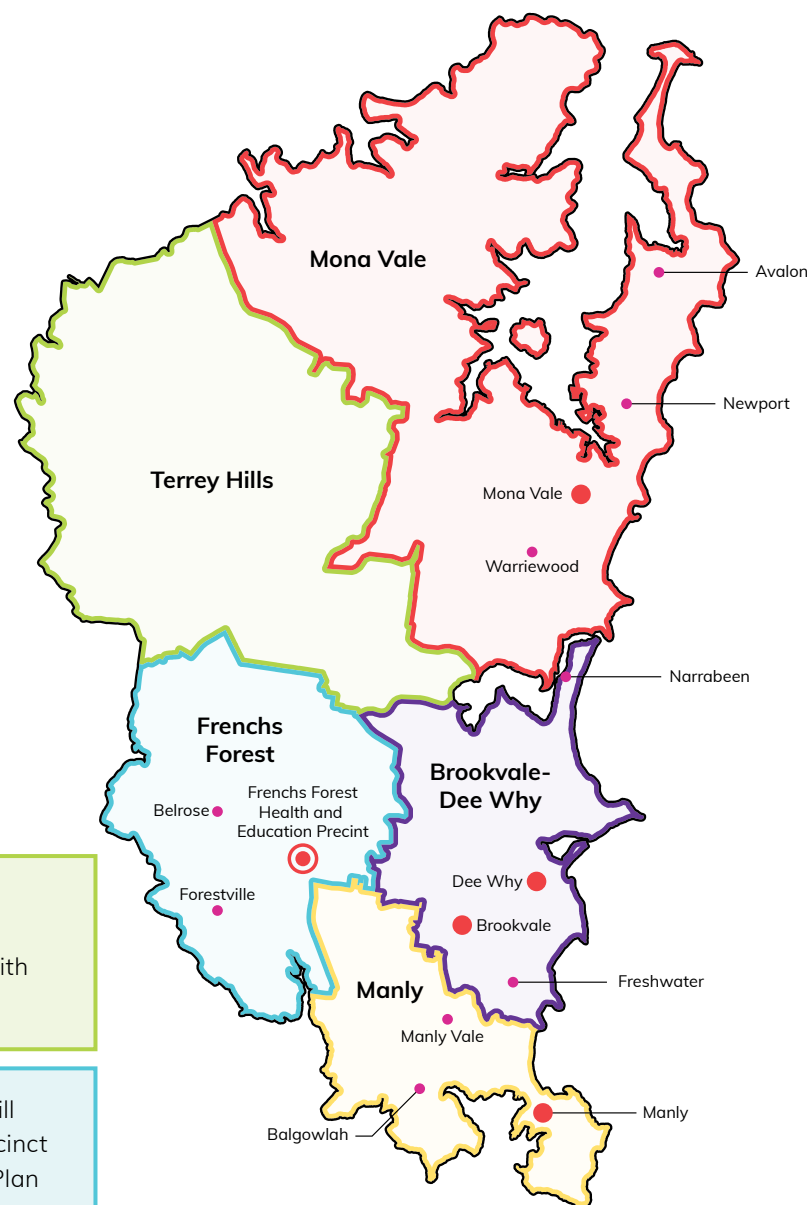 Mona Vale
Avalon
Newport
Terrey Hills
Mona Vale
Warriewood
Narrabeen
Frenchs
Forest
Brookvale-
Dee Why
Frenchs Forest
Health and
Education Precint
Belrose
Dee Why
Forestville
Brookvale
ith
Freshwater
Manly
Manly Vale
ill
cinct
Plan
Balgowlah
Manly